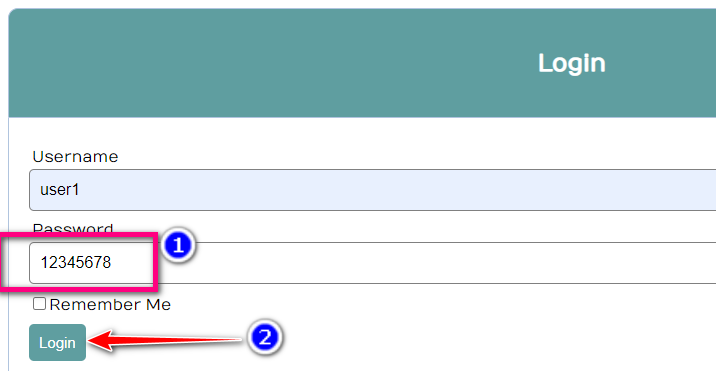 Login
Username
user1
Password
12345678
1
Remember Me
Login
2